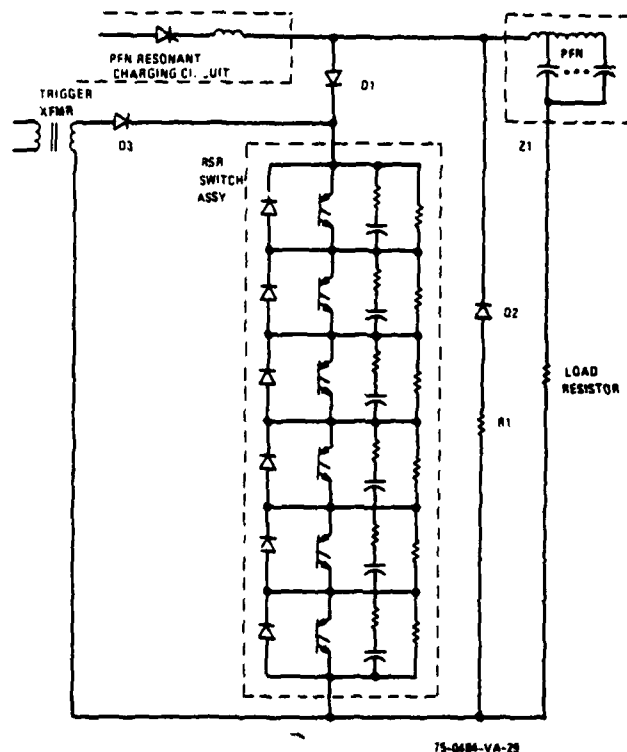 PFN RESONANT
CHARGING CI. UIT
TRIGGER
XFMR
D3
D1
PFN
Z1
RSR
SWITCH
ASSY
D2
R1
LOAD
RESISTOR
75-0484-VA-29